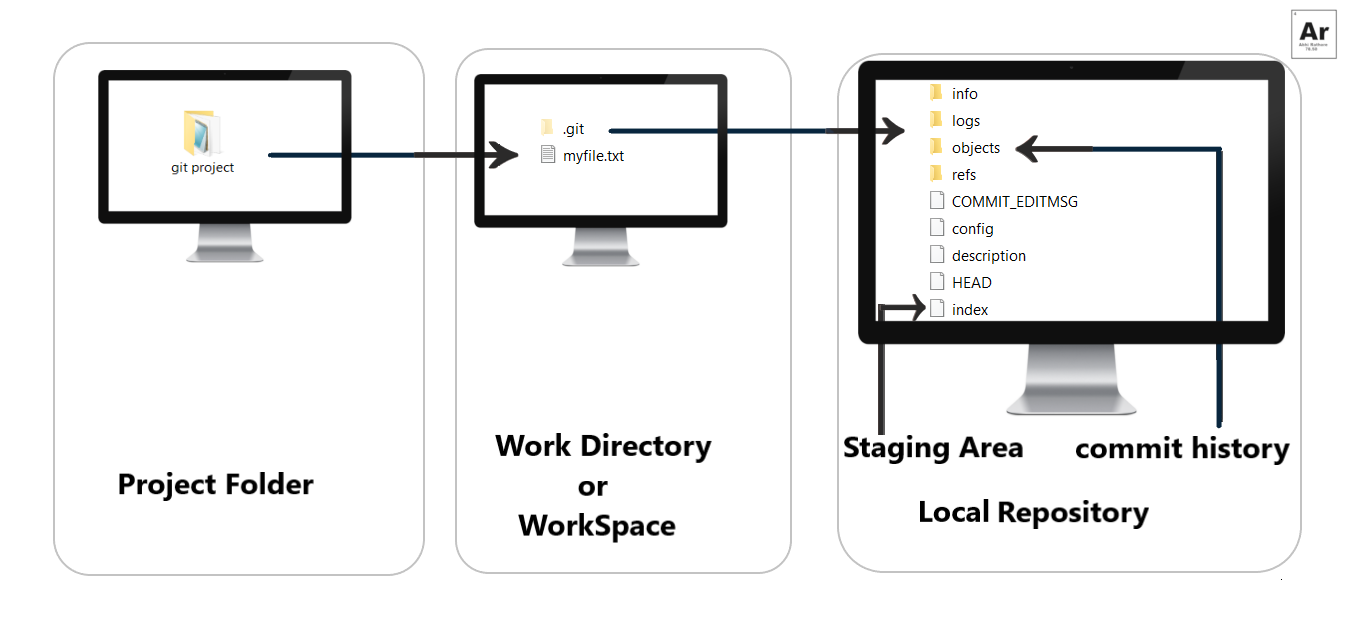 Ar
git project
.git
myfile.txt
info
logs
objects
refs
COMMIT_EDITMSG
config
description
HEAD
index
Project Folder
Work Directory
or
WorkSpace
Staging Area
commit history
Local Repository